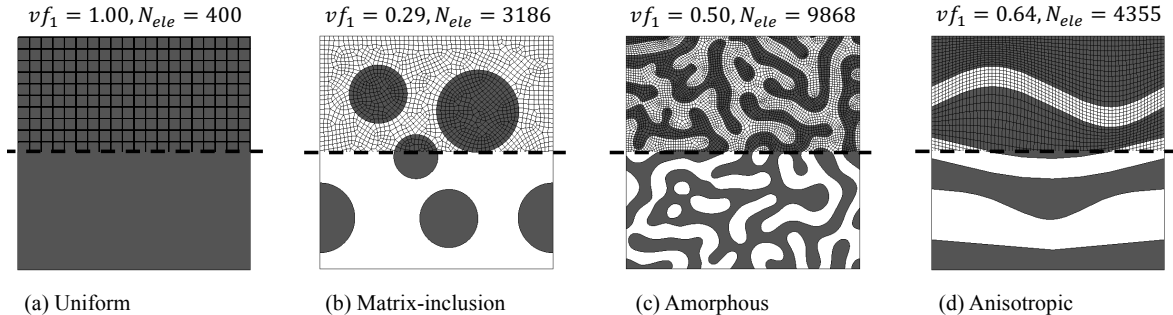 𝑣𝑓₁ = 1.00, 𝑁ₑₗₑ = 400
𝑣𝑓₁ = 0.29, 𝑁ₑₗₑ = 3186
𝑣𝑓₁ = 0.50, 𝑁ₑₗₑ = 9868
𝑣𝑓₁ = 0.64, 𝑁ₑₗₑ = 4355
(a) Uniform
(b) Matrix-inclusion
(c) Amorphous
(d) Anisotropic